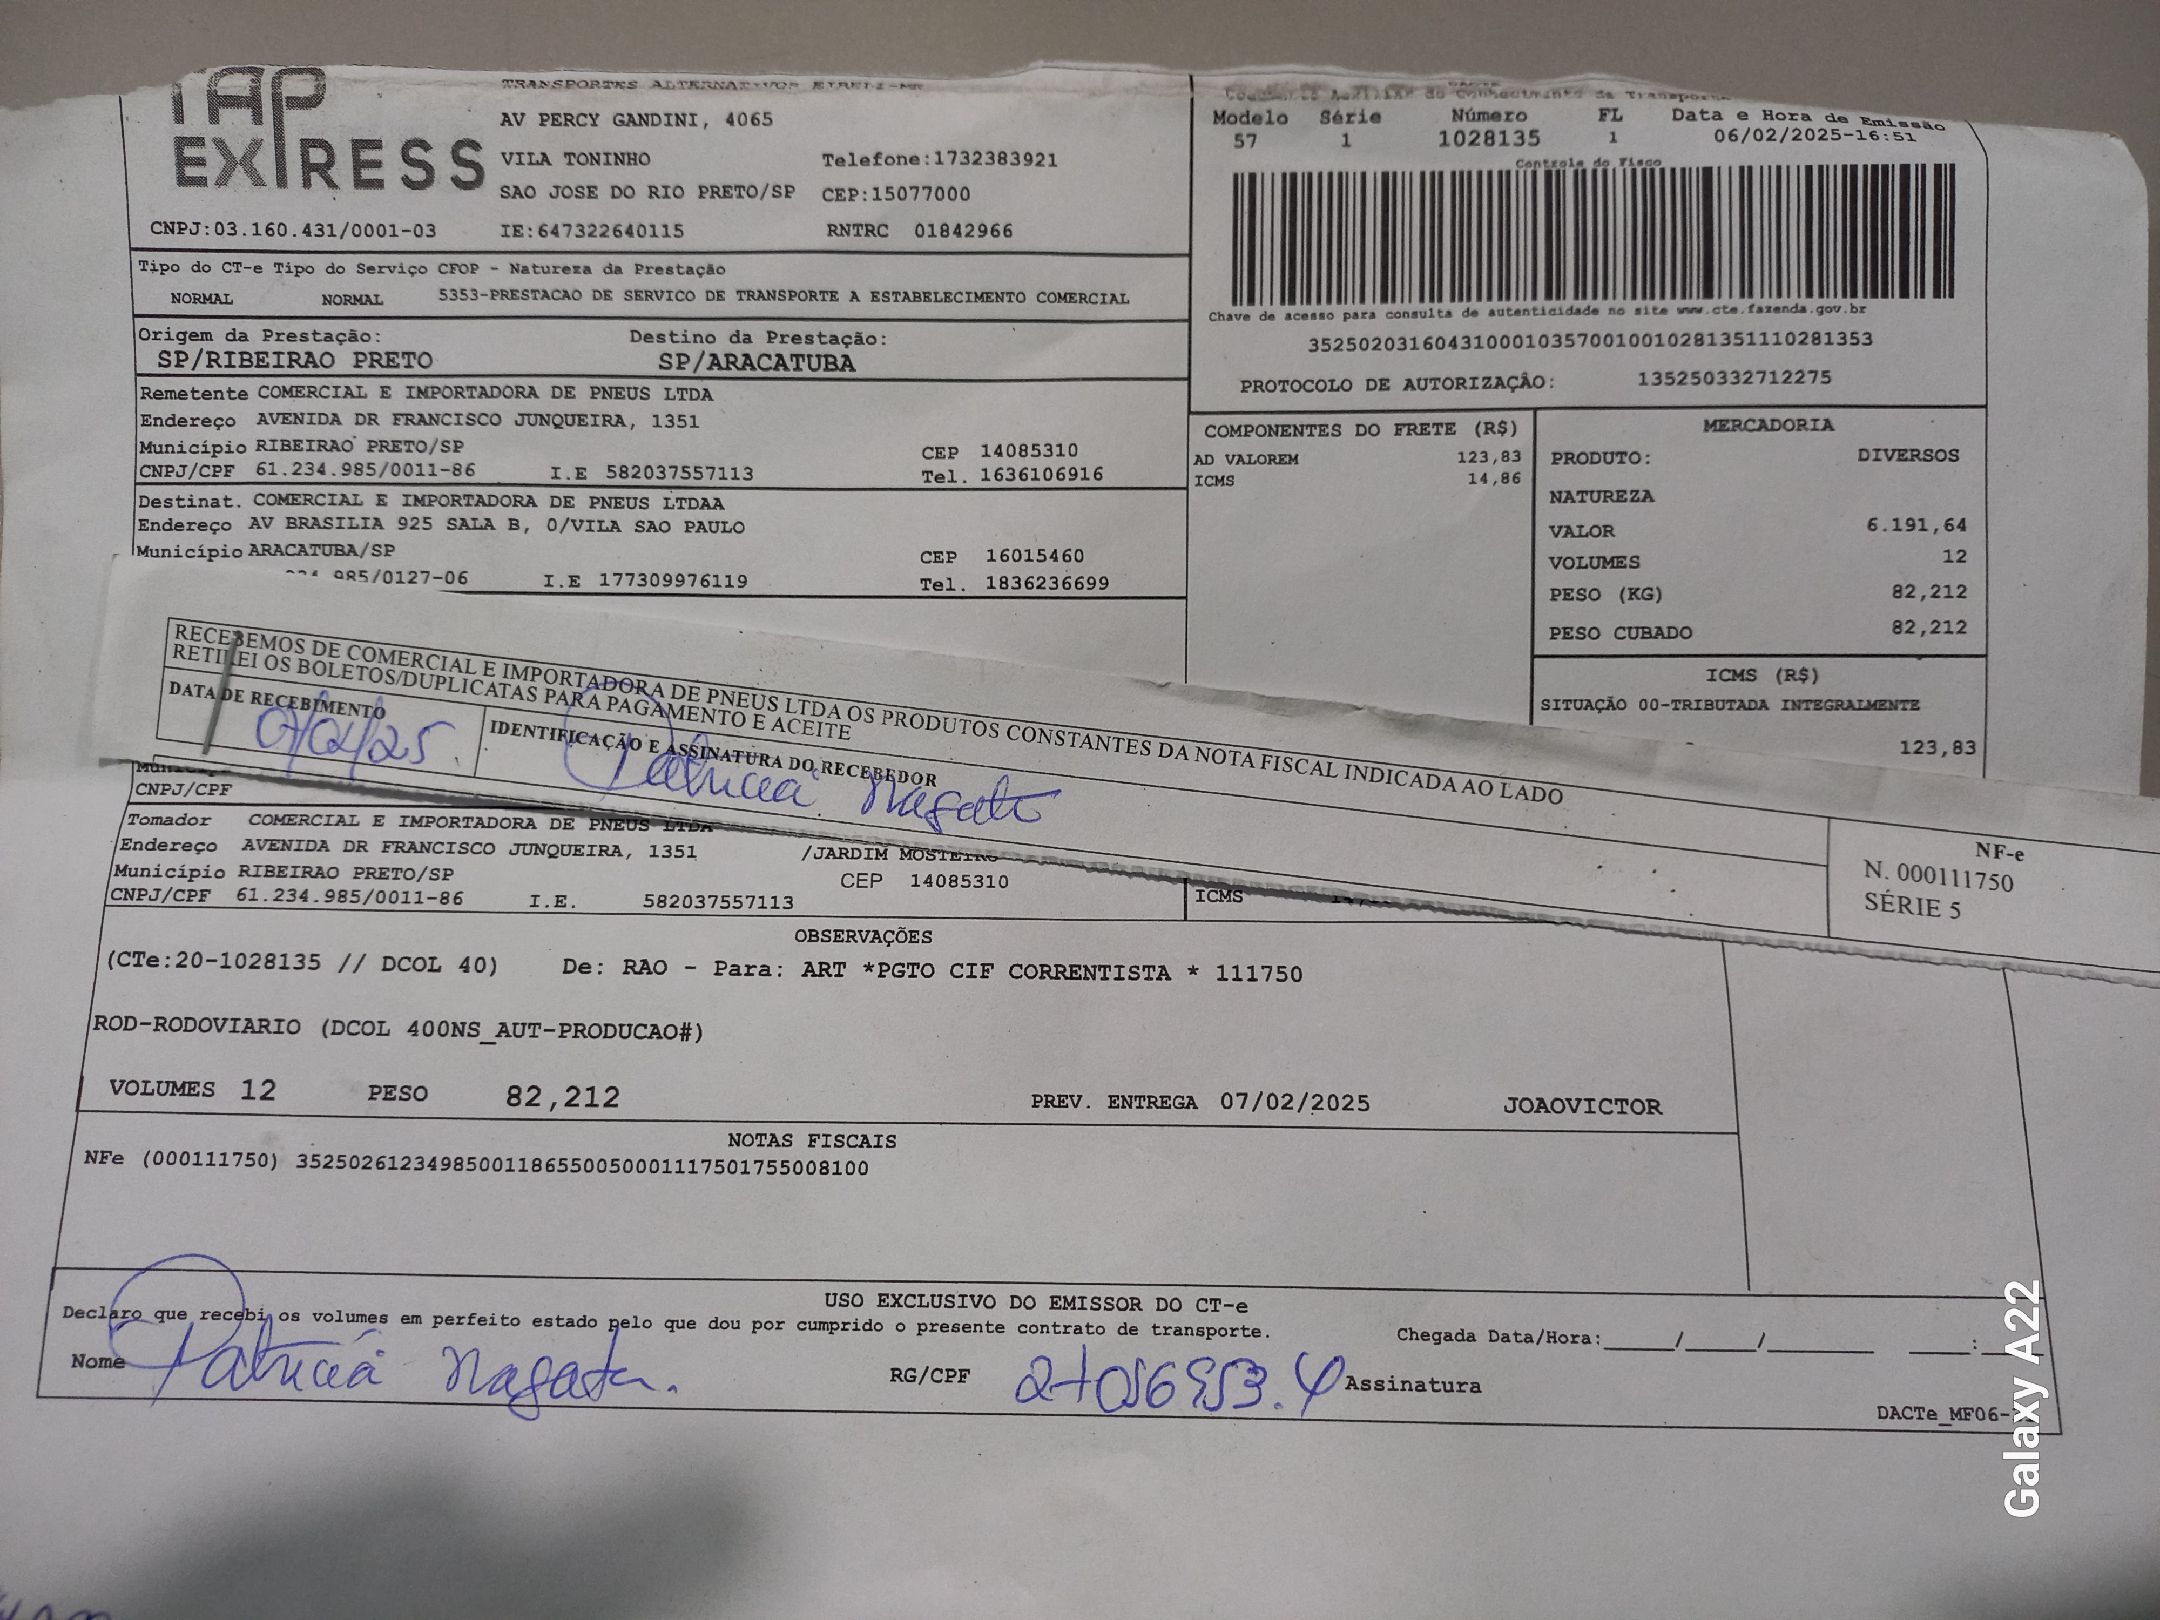 TAP
EXPRESS
TRANSPORTES ALTERNATIVOS EIRELI-ME
AV PERCY GANDINI, 4065
VILA TONINHO Telefone:1732383921
SAO JOSE DO RIO PRETO/SP CEP:15077000
CNPJ:03.160.431/0001-03 IE:647322640115 RNTRC 01842966
Modelo Série Número FL Data e Hora de Emissão
57 1 1028135 1 06/02/2025-16:51
Controle do Fisco
Chave de acesso para consulta de autenticidade no site www.cte.fazenda.gov.br
35250203160431000103570010010281351110281353
PROTOCOLO DE AUTORIZAÇÃO: 135250332712275
Tipo do CT-e Tipo do Serviço CFOP - Natureza da Prestação
NORMAL NORMAL 5353-PRESTACAO DE SERVICO DE TRANSPORTE A ESTABELECIMENTO COMERCIAL
Origem da Prestação: Destino da Prestação:
SP/RIBEIRAO PRETO SP/ARACATUBA
Remetente COMERCIAL E IMPORTADORA DE PNEUS LTDA
Endereço AVENIDA DR FRANCISCO JUNQUEIRA, 1351
Município RIBEIRAO PRETO/SP CEP 14085310
CNPJ/CPF 61.234.985/0011-86 I.E 582037557113 Tel. 1636106916
Destinat. COMERCIAL E IMPORTADORA DE PNEUS LTDAA
Endereço AV BRASILIA 925 SALA B, 0/VILA SAO PAULO
Município ARACATUBA/SP CEP 16015460
985/0127-06 I.E 177309976119 Tel. 1836236699
COMPONENTES DO FRETE (R$)
AD VALOREM 123,83
ICMS 14,86
MERCADORIA
PRODUTO: DIVERSOS
NATUREZA
VALOR 6.191,64
VOLUMES 12
PESO (KG) 82,212
PESO CUBADO 82,212
ICMS (R$)
SITUAÇÃO 00-TRIBUTADA INTEGRALMENTE
123,83
RECEBEMOS DE COMERCIAL E IMPORTADORA DE PNEUS LTDA OS PRODUTOS CONSTANTES DA NOTA FISCAL INDICADA AO LADO
RETIREI OS BOLETOS/DUPLICATAS PARA PAGAMENTO E ACEITE
DATA DE RECEBIMENTO IDENTIFICAÇÃO E ASSINATURA DO RECEBEDOR
07/02/25 Patricia Nagata
NF-e
N. 000111750
SÉRIE 5
CNPJ/CPF
Tomador COMERCIAL E IMPORTADORA DE PNEUS LTDA
Endereço AVENIDA DR FRANCISCO JUNQUEIRA, 1351 /JARDIM MOSTEIRO
Município RIBEIRAO PRETO/SP CEP 14085310
CNPJ/CPF 61.234.985/0011-86 I.E. 582037557113
ICMS
OBSERVAÇÕES
(CTe:20-1028135 // DCOL 40) De: RAO - Para: ART *PGTO CIF CORRENTISTA * 111750
ROD-RODOVIARIO (DCOL 400NS_AUT-PRODUCAO#)
VOLUMES 12 PESO 82,212 PREV. ENTREGA 07/02/2025 JOAOVICTOR
NOTAS FISCAIS
NFe (000111750) 35250261234985001186550050001117501755008100
USO EXCLUSIVO DO EMISSOR DO CT-e
Declaro que recebi os volumes em perfeito estado pelo que dou por cumprido o presente contrato de transporte.
Chegada Data/Hora:____/____/______ ____:____
Nome Patricia Nagata. RG/CPF Assinatura
DACTe_MF06-
Galaxy A22